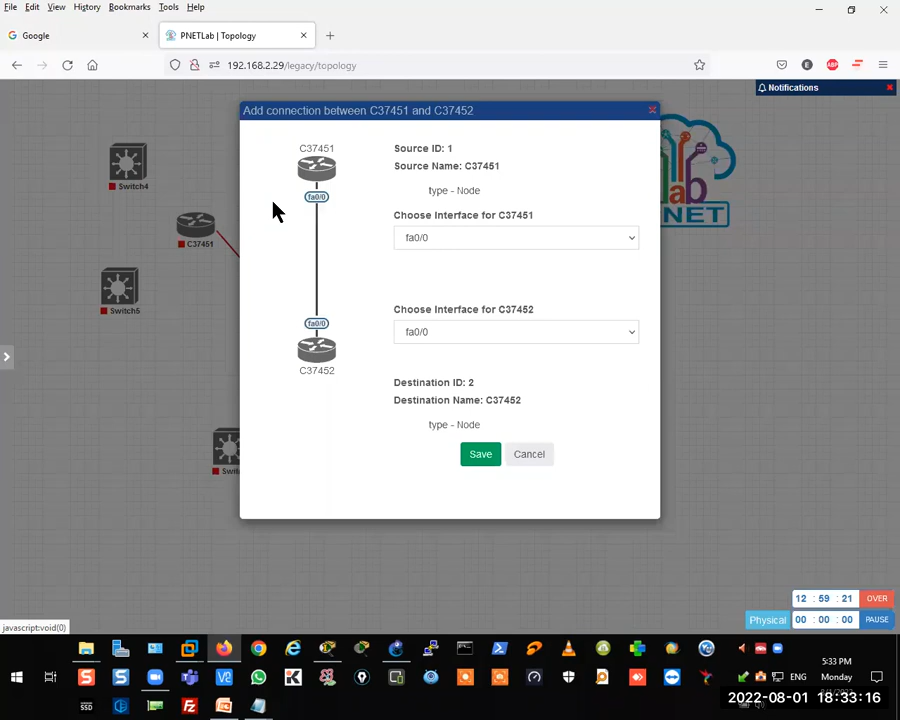 File Edit View History Bookmarks Tools Help
Google
PNETLab | Topology
192.168.2.29/legacy/topology
Notifications
Add connection between C37451 and C37452
C37451
fa0/0
fa0/0
C37452
Source ID: 1
Source Name: C37451
type - Node
Choose Interface for C37451
fa0/0
Choose Interface for C37452
fa0/0
Destination ID: 2
Destination Name: C37452
type - Node
Save Cancel
Switch4
C37451
Switch5
Switc
ab
NET
javascript:void(0)
12 : 59 : 21 OVER
Physical 00 : 00 : 00 PAUSE
5:33 PM
ENG Monday
2022-08-01 18:33:16
SSD